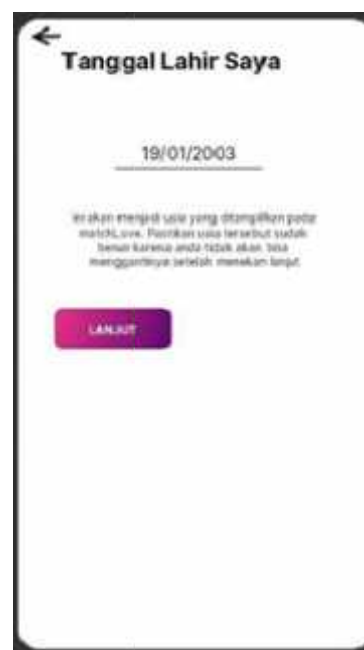 Tanggal Lahir Saya
19/01/2003
Ini akan menjadi usia yang ditampilkan pada
matchLove. Pastikan usia tersebut sudah
benar karena anda tidak akan bisa
menggantinya setelah menekan lanjut
LANJUT